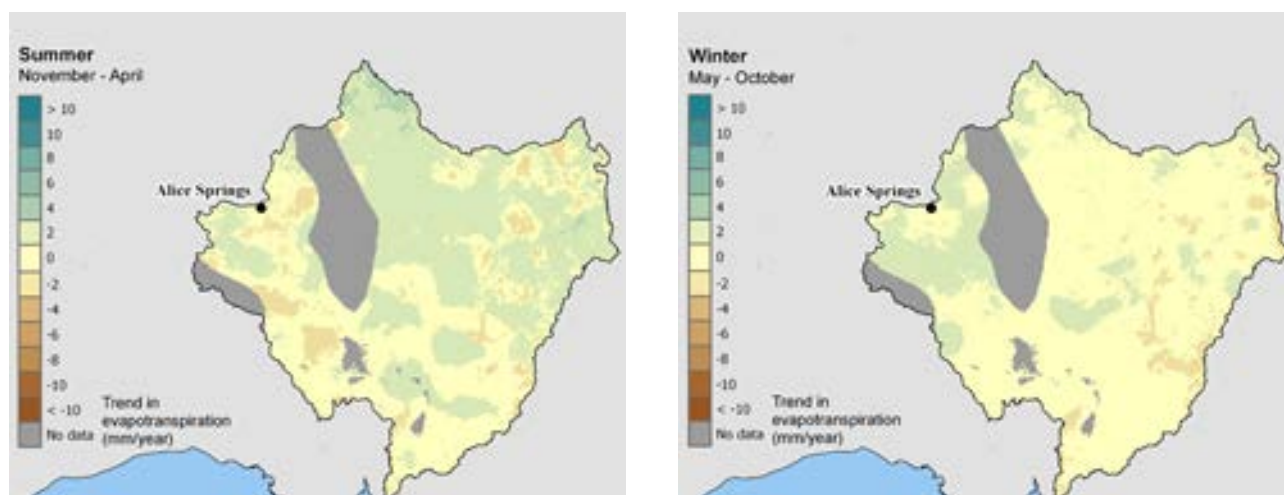 Summer
November - April
> 10
10
8
6
4
2
0
-2
-4
-6
-8
-10
< -10
No data
Trend in
evapotranspiration
(mm/year)
Alice Springs
Winter
May - October
> 10
10
8
6
4
2
0
-2
-4
-6
-8
-10
< -10
No data
Trend in
evapotranspiration
(mm/year)
Alice Springs